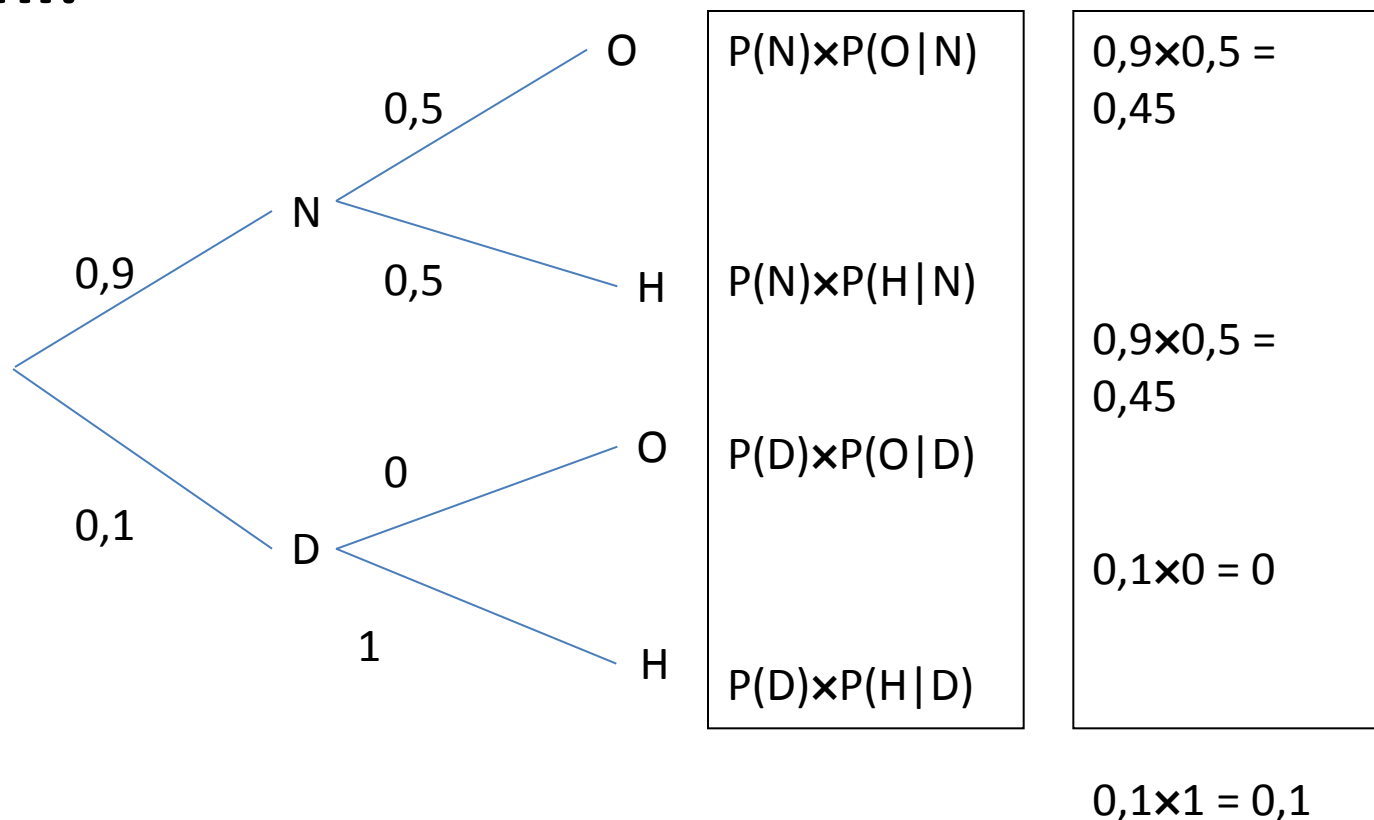 O
0,5
N
0,9
0,5
H
O
0
0,1
D
1
H
P(N)×P(O|N)
P(N)×P(H|N)
P(D)×P(O|D)
P(D)×P(H|D)
0,9×0,5 =
0,45
0,9×0,5 =
0,45
0,1×0 = 0
0,1×1 = 0,1